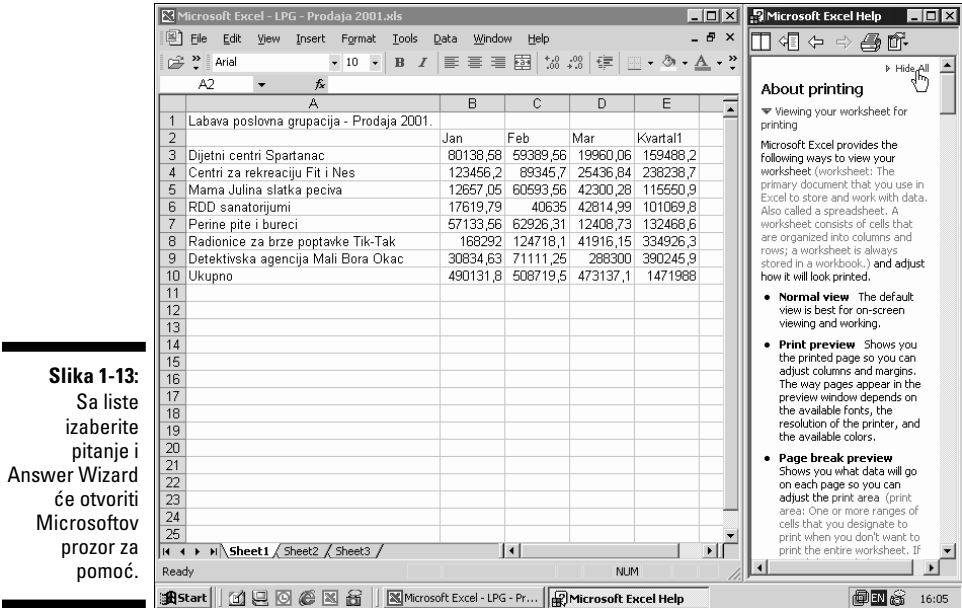 Microsoft Excel - LPG - Prodaja 2001.xls
File Edit View Insert Format Tools Data Window Help
Arial 10 B I
A2 fx
A B C D E
1 Labava poslovna grupacija - Prodaja 2001.
2 Jan Feb Mar Kvartal1
3 Dijetni centri Spartanac 80138,58 59389,56 19960,06 159488,2
4 Centri za rekreaciju Fit i Nes 123456,2 89345,7 25436,84 238238,7
5 Mama Julina slatka peciva 12657,05 60593,56 42300,28 115550,9
6 RDD sanatorijumi 17619,79 40635 42814,99 101069,8
7 Perine pite i bureci 57133,56 62926,31 12408,73 132468,6
8 Radionice za brze poptavke Tik-Tak 168292 124718,1 41916,15 334926,3
9 Detektivska agencija Mali Bora Okac 30834,63 71111,25 288300 390245,9
10 Ukupno 490131,8 508719,5 473137,1 1471988
11
12
13
14
15
16
17
18
19
20
21
22
23
24
25
Sheet1 Sheet2 Sheet3
Ready NUM
Start Microsoft Excel - LPG - Pr... Microsoft Excel Help EN 16:05
Microsoft Excel Help
Hide All
About printing
Viewing your worksheet for
printing
Microsoft Excel provides the
following ways to view your
worksheet (worksheet: The
primary document that you use in
Excel to store and work with data.
Also called a spreadsheet. A
worksheet consists of cells that
are organized into columns and
rows; a worksheet is always
stored in a workbook.) and adjust
how it will look printed.
• Normal view The default
view is best for on-screen
viewing and working.
• Print preview Shows you
the printed page so you can
adjust columns and margins.
The way pages appear in the
preview window depends on
the available fonts, the
resolution of the printer, and
the available colors.
• Page break preview
Shows you what data will go
on each page so you can
adjust the print area (print
area: One or more ranges of
cells that you designate to
print when you don't want to
print the entire worksheet. If
Slika 1-13:
Sa liste
izaberite
pitanje i
Answer Wizard
će otvoriti
Microsoftov
prozor za
pomoć.